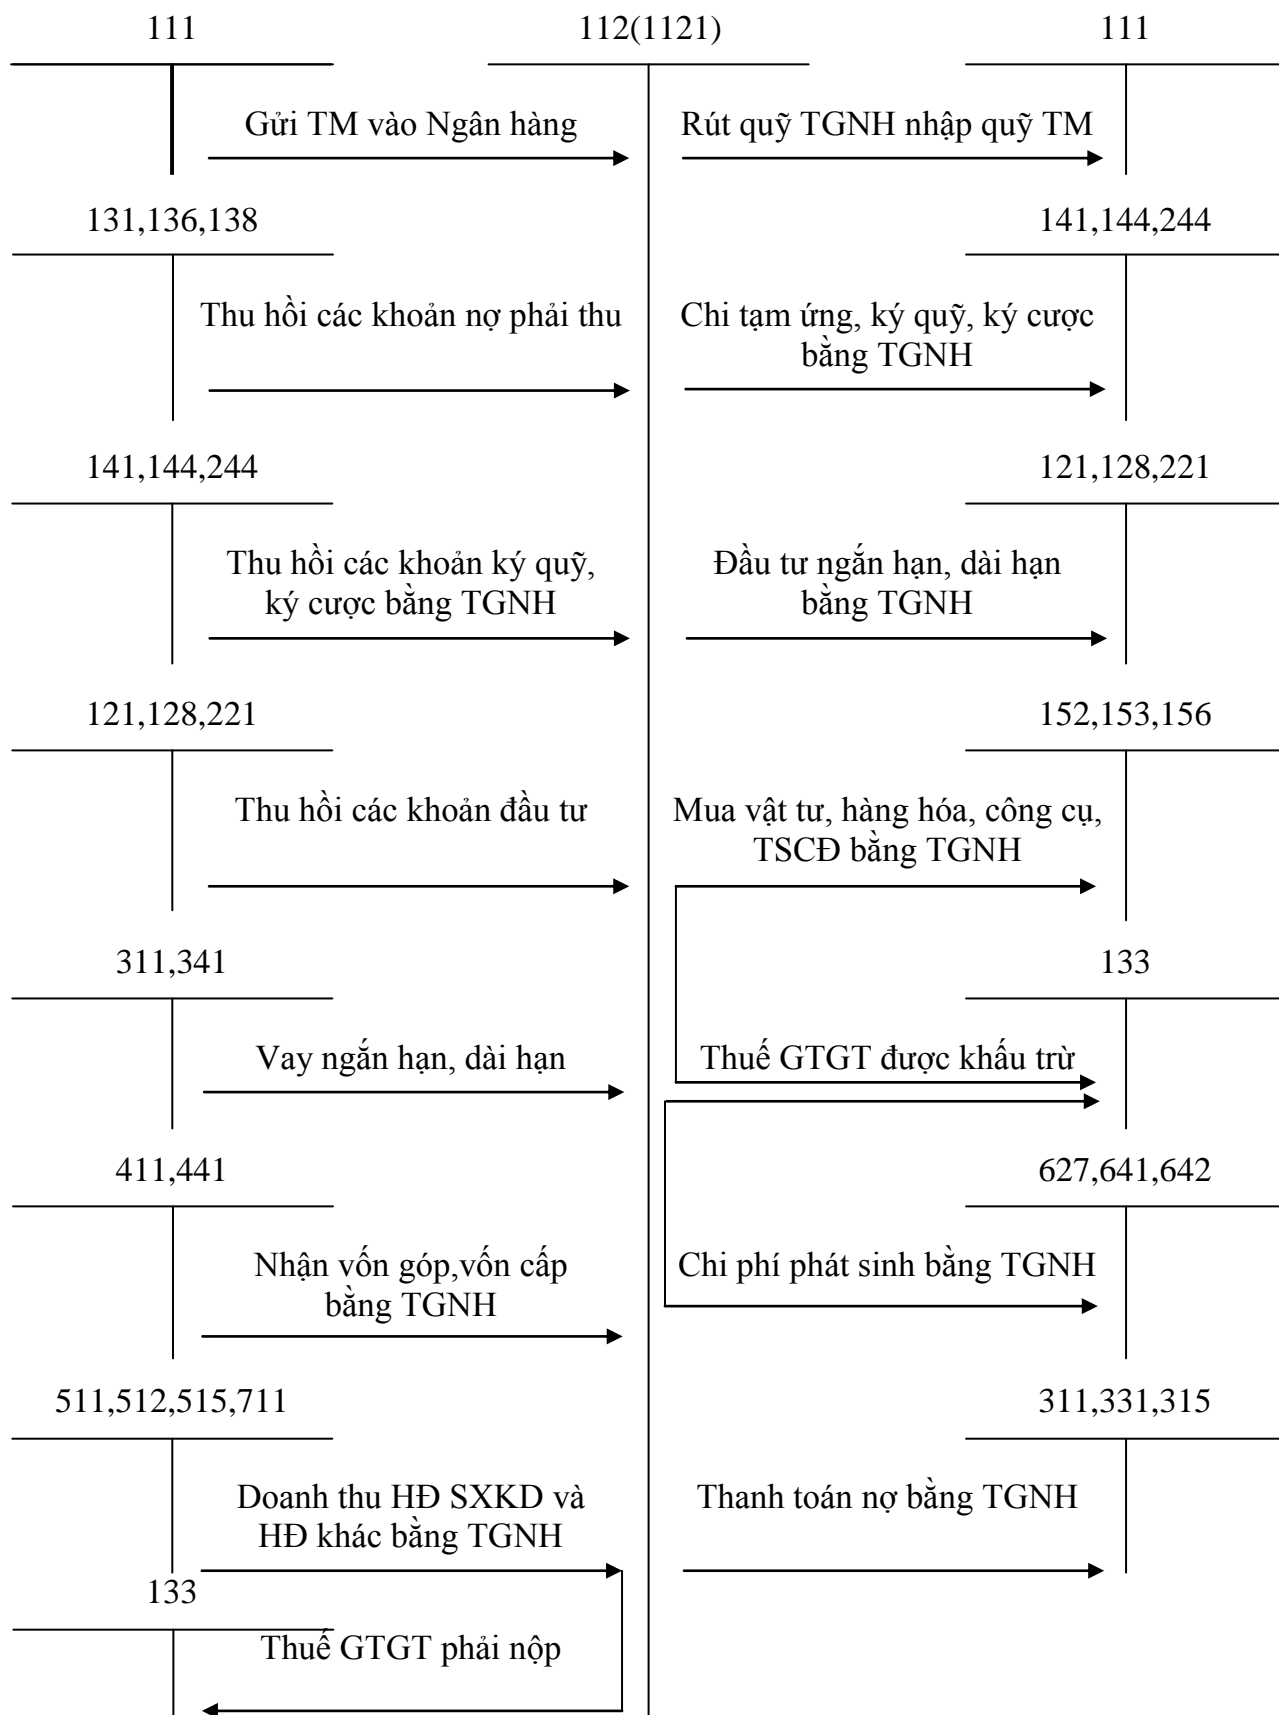 111
112(1121)
111
Gửi TM vào Ngân hàng
Rút quỹ TGNH nhập quỹ TM
131,136,138
141,144,244
Thu hồi các khoản nợ phải thu
Chi tạm ứng, ký quỹ, ký cược
bằng TGNH
141,144,244
121,128,221
Thu hồi các khoản ký quỹ,
ký cược bằng TGNH
Đầu tư ngắn hạn, dài hạn
bằng TGNH
121,128,221
152,153,156
Thu hồi các khoản đầu tư
Mua vật tư, hàng hóa, công cụ,
TSCĐ bằng TGNH
311,341
133
Vay ngắn hạn, dài hạn
Thuế GTGT được khấu trừ
411,441
627,641,642
Nhận vốn góp,vốn cấp
bằng TGNH
Chi phí phát sinh bằng TGNH
511,512,515,711
311,331,315
Doanh thu HĐ SXKD và
HĐ khác bằng TGNH
Thanh toán nợ bằng TGNH
133
Thuế GTGT phải nộp